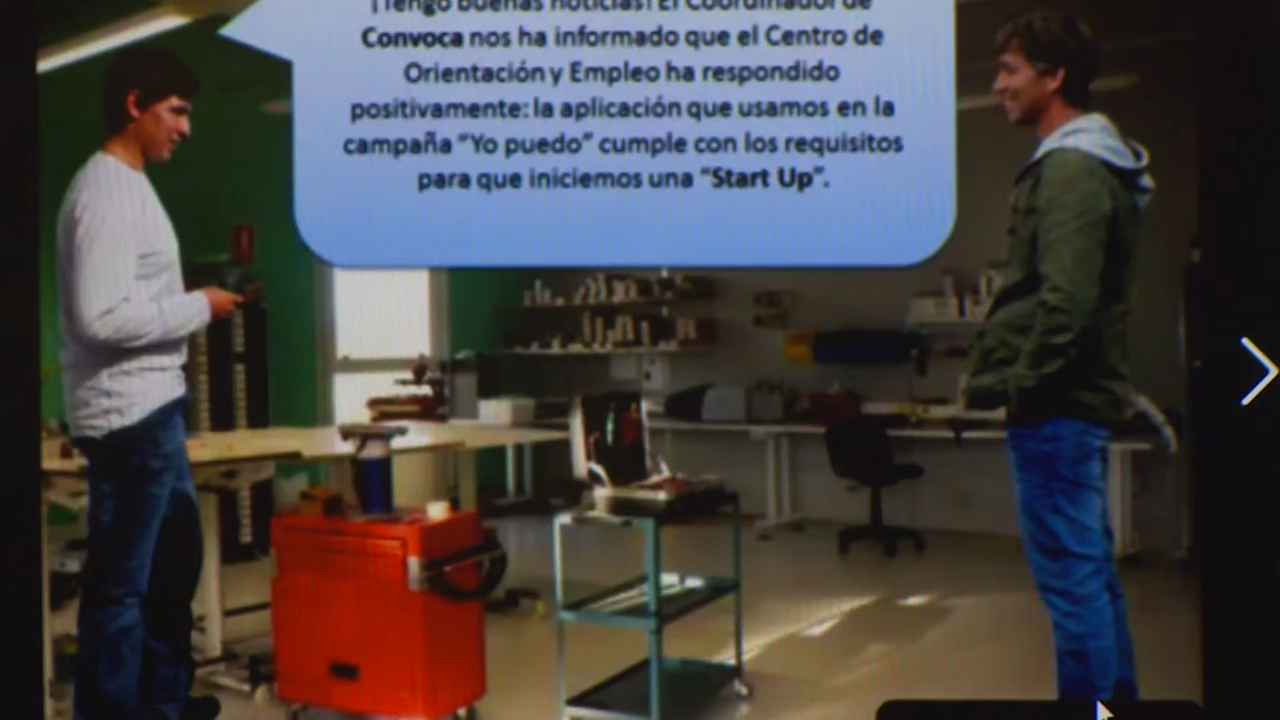 ¡Tengo buenas noticias! El Coordinador de
Convoca nos ha informado que el Centro de
Orientación y Empleo ha respondido
positivamente: la aplicación que usamos en la
campaña “Yo puedo” cumple con los requisitos
para que iniciemos una “Start Up”.